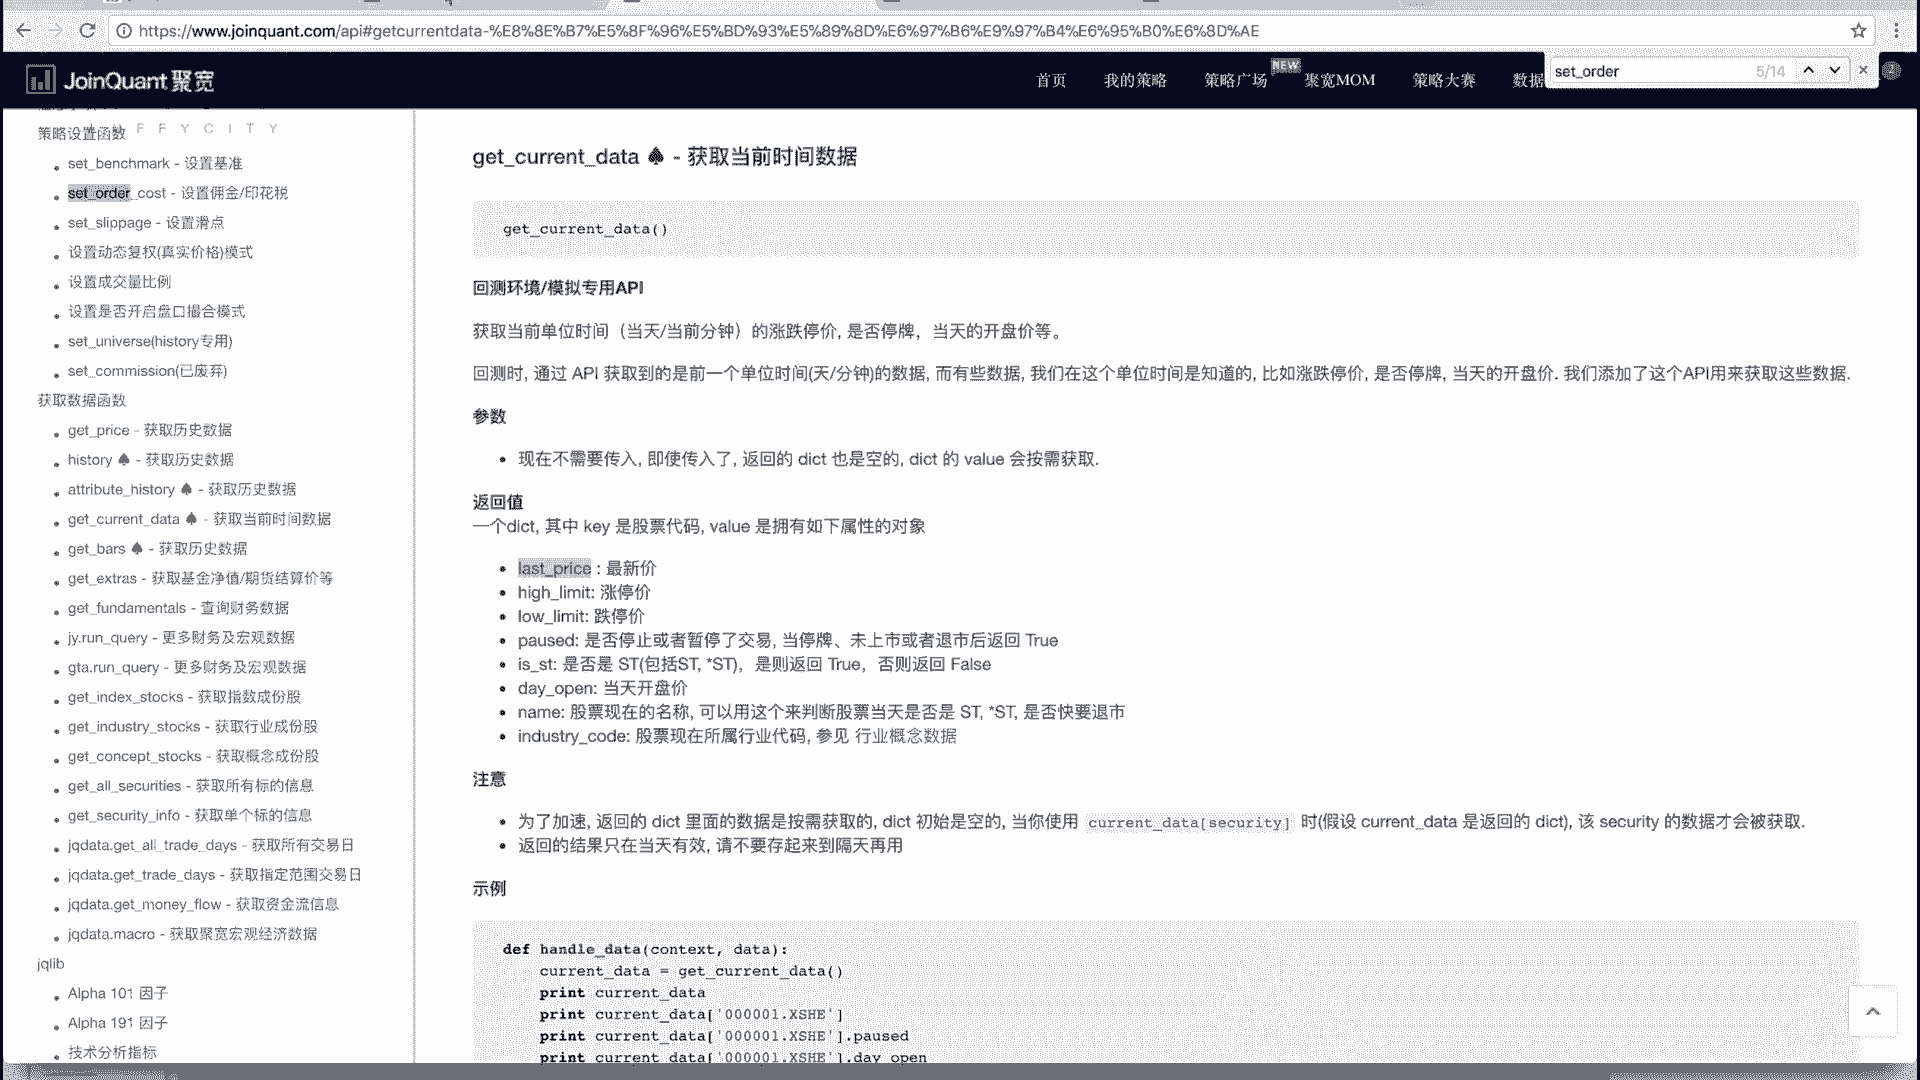 https://www.joinquant.com/api#getcurrentdata-%E8%8E%B7%E5%8F%96%E5%BD%93%E5%89%8D%E6%97%B6%E9%97%B4%E6%95%B0%E6%8D%AE
JoinQuant 聚宽
首页
我的策略
策略广场
NEW
聚宽MOM
策略大赛
数据
set_order
5/14
策略设置函数
F F Y C I T Y
set_benchmark - 设置基准
set_order_cost - 设置佣金/印花税
set_slippage - 设置滑点
设置动态复权(真实价格)模式
设置成交量比例
设置是否开启盘口撮合模式
set_universe(history专用)
set_commission(已废弃)
获取数据函数
get_price - 获取历史数据
history ♠ - 获取历史数据
attribute_history ♠ - 获取历史数据
get_current_data ♠ - 获取当前时间数据
get_bars ♠ - 获取历史数据
get_extras - 获取基金净值/期货结算价等
get_fundamentals - 查询财务数据
jy.run_query - 更多财务及宏观数据
gta.run_query - 更多财务及宏观数据
get_index_stocks - 获取指数成份股
get_industry_stocks - 获取行业成份股
get_concept_stocks - 获取概念成份股
get_all_securities - 获取所有标的信息
get_security_info - 获取单个标的信息
jqdata.get_all_trade_days - 获取所有交易日
jqdata.get_trade_days - 获取指定范围交易日
jqdata.get_money_flow - 获取资金流信息
jqdata.macro - 获取聚宽宏观经济数据
jqlib
Alpha 101 因子
Alpha 191 因子
技术分析指标
get_current_data ♠ - 获取当前时间数据
get_current_data()
回测环境/模拟专用API
获取当前单位时间（当天/当前分钟）的涨跌停价, 是否停牌，当天的开盘价等。
回测时, 通过 API 获取到的是前一个单位时间(天/分钟)的数据, 而有些数据, 我们在这个单位时间是知道的, 比如涨跌停价, 是否停牌, 当天的开盘价. 我们添加了这个API用来获取这些数据.
参数
现在不需要传入, 即使传入了, 返回的 dict 也是空的, dict 的 value 会按需获取.
返回值
一个dict, 其中 key 是股票代码, value 是拥有如下属性的对象
last_price : 最新价
high_limit: 涨停价
low_limit: 跌停价
paused: 是否停止或者暂停了交易, 当停牌、未上市或者退市后返回 True
is_st: 是否是 ST(包括ST, *ST)，是则返回 True，否则返回 False
day_open: 当天开盘价
name: 股票现在的名称, 可以用这个来判断股票当天是否是 ST, *ST, 是否快要退市
industry_code: 股票现在所属行业代码, 参见 行业概念数据
注意
为了加速, 返回的 dict 里面的数据是按需获取的, dict 初始是空的, 当你使用 current_data[security] 时(假设 current_data 是返回的 dict), 该 security 的数据才会被获取.
返回的结果只在当天有效, 请不要存起来到隔天再用
示例
def handle_data(context, data):
current_data = get_current_data()
print current_data
print current_data['000001.XSHE']
print current_data['000001.XSHE'].paused
print current_data['000001.XSHE'].day_open